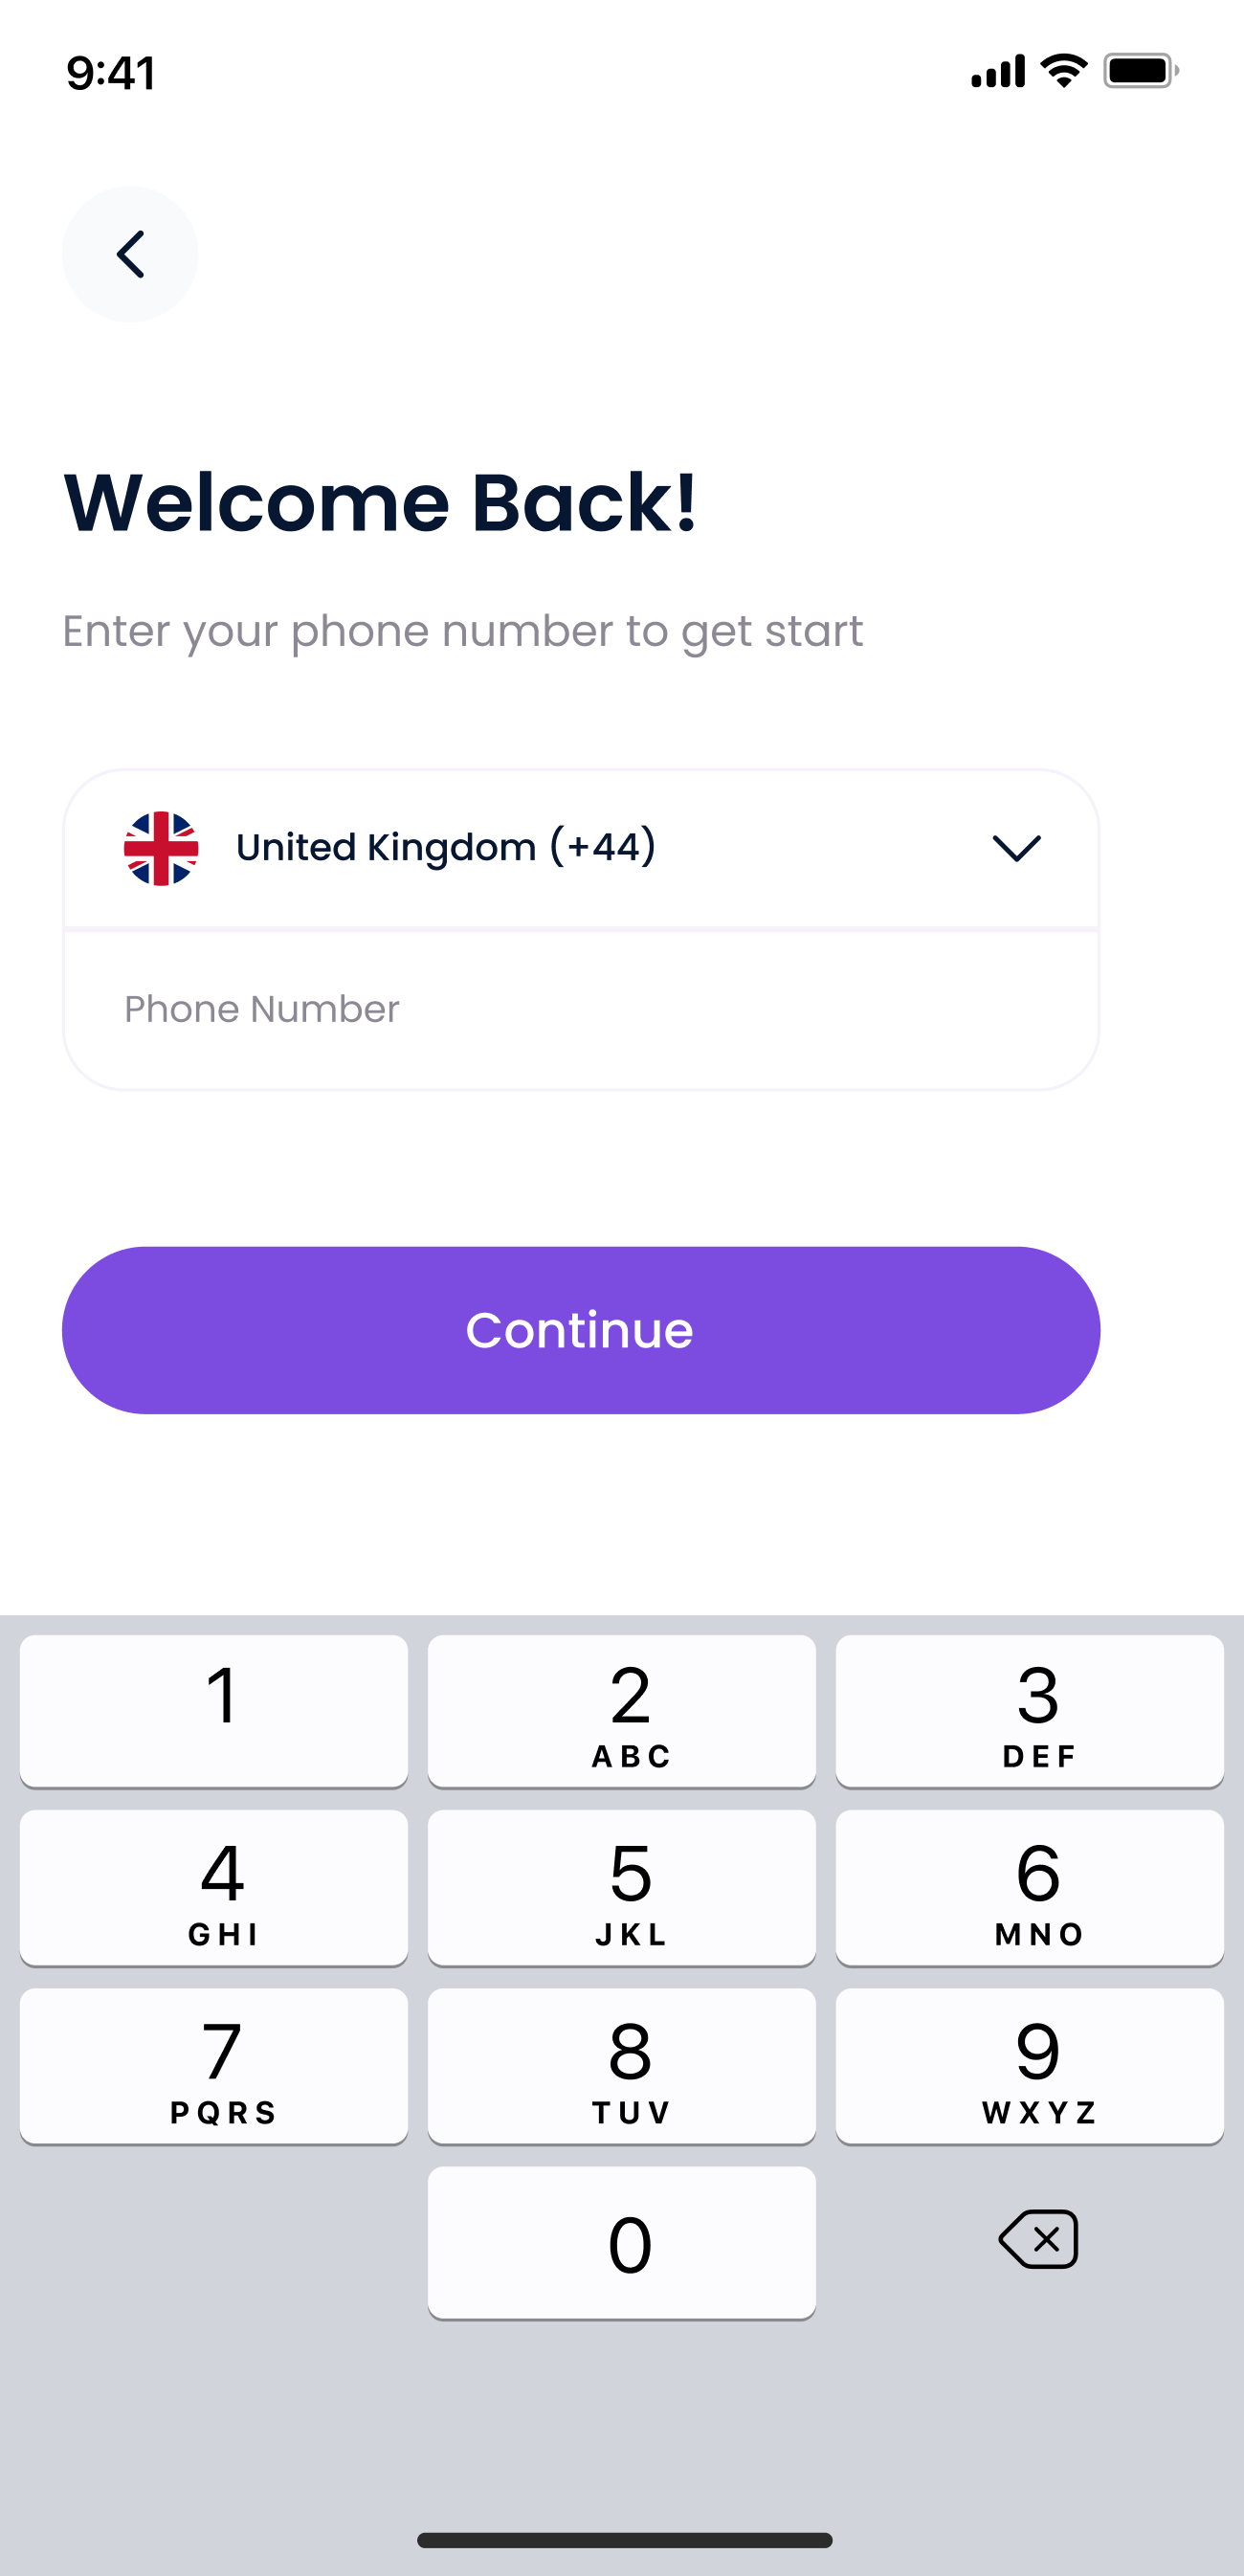 9:41
Welcome Back!
Enter your phone number to get start
United Kingdom (+44)
Phone Number
Continue
1 2 3
ABC DEF
4 5 6
GHI JKL MNO
7 8 9
PQRS TUV WXYZ
0